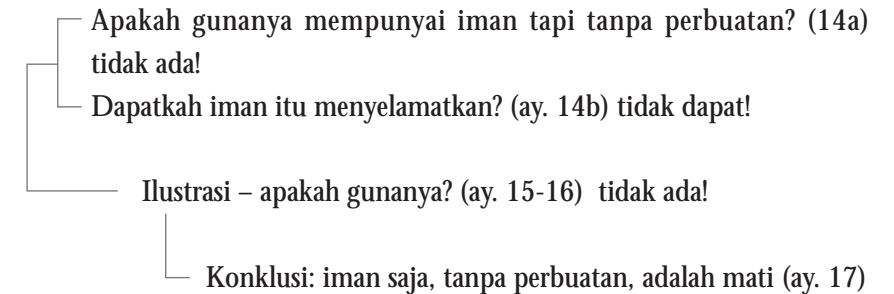 Apakah gunanya mempunyai iman tapi tanpa perbuatan? (14a)
tidak ada!
Dapatkah iman itu menyelamatkan? (ay. 14b) tidak dapat!
Ilustrasi – apakah gunanya? (ay. 15-16)  tidak ada!
Konklusi: iman saja, tanpa perbuatan, adalah mati (ay. 17)